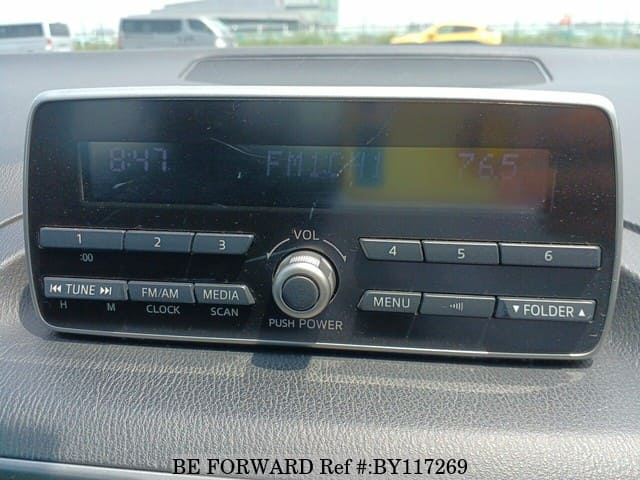 8:47 FM1 CH1 76.5
VOL
1 2 3 4 5 6
:00
⏮ TUNE ⏭ FM/AM MEDIA MENU ▼ FOLDER ▲
H M CLOCK SCAN PUSH POWER
BE FORWARD Ref #:BY117269